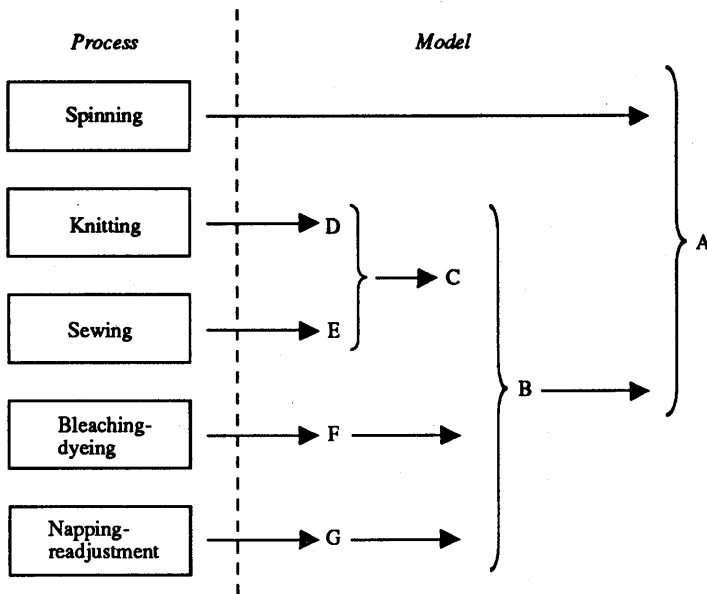 Process
Model
Spinning
Knitting
D
Sewing
E
C
Bleaching-
dyeing
F
Napping-
readjustment
G
B
A